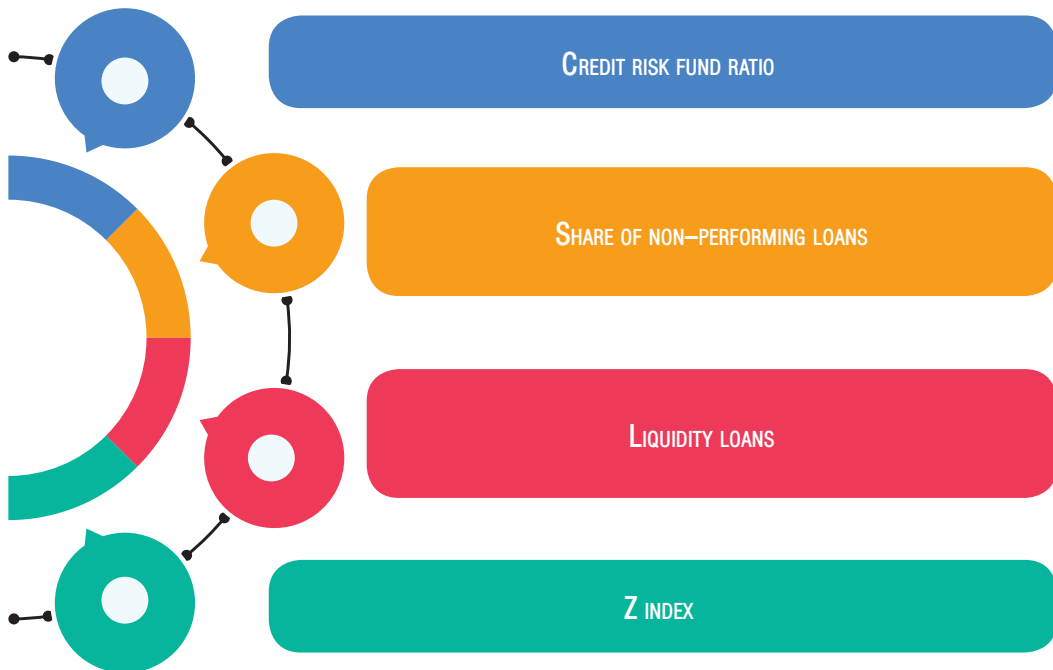 Credit risk fund ratio
Share of non–performing loans
Liquidity loans
Z index